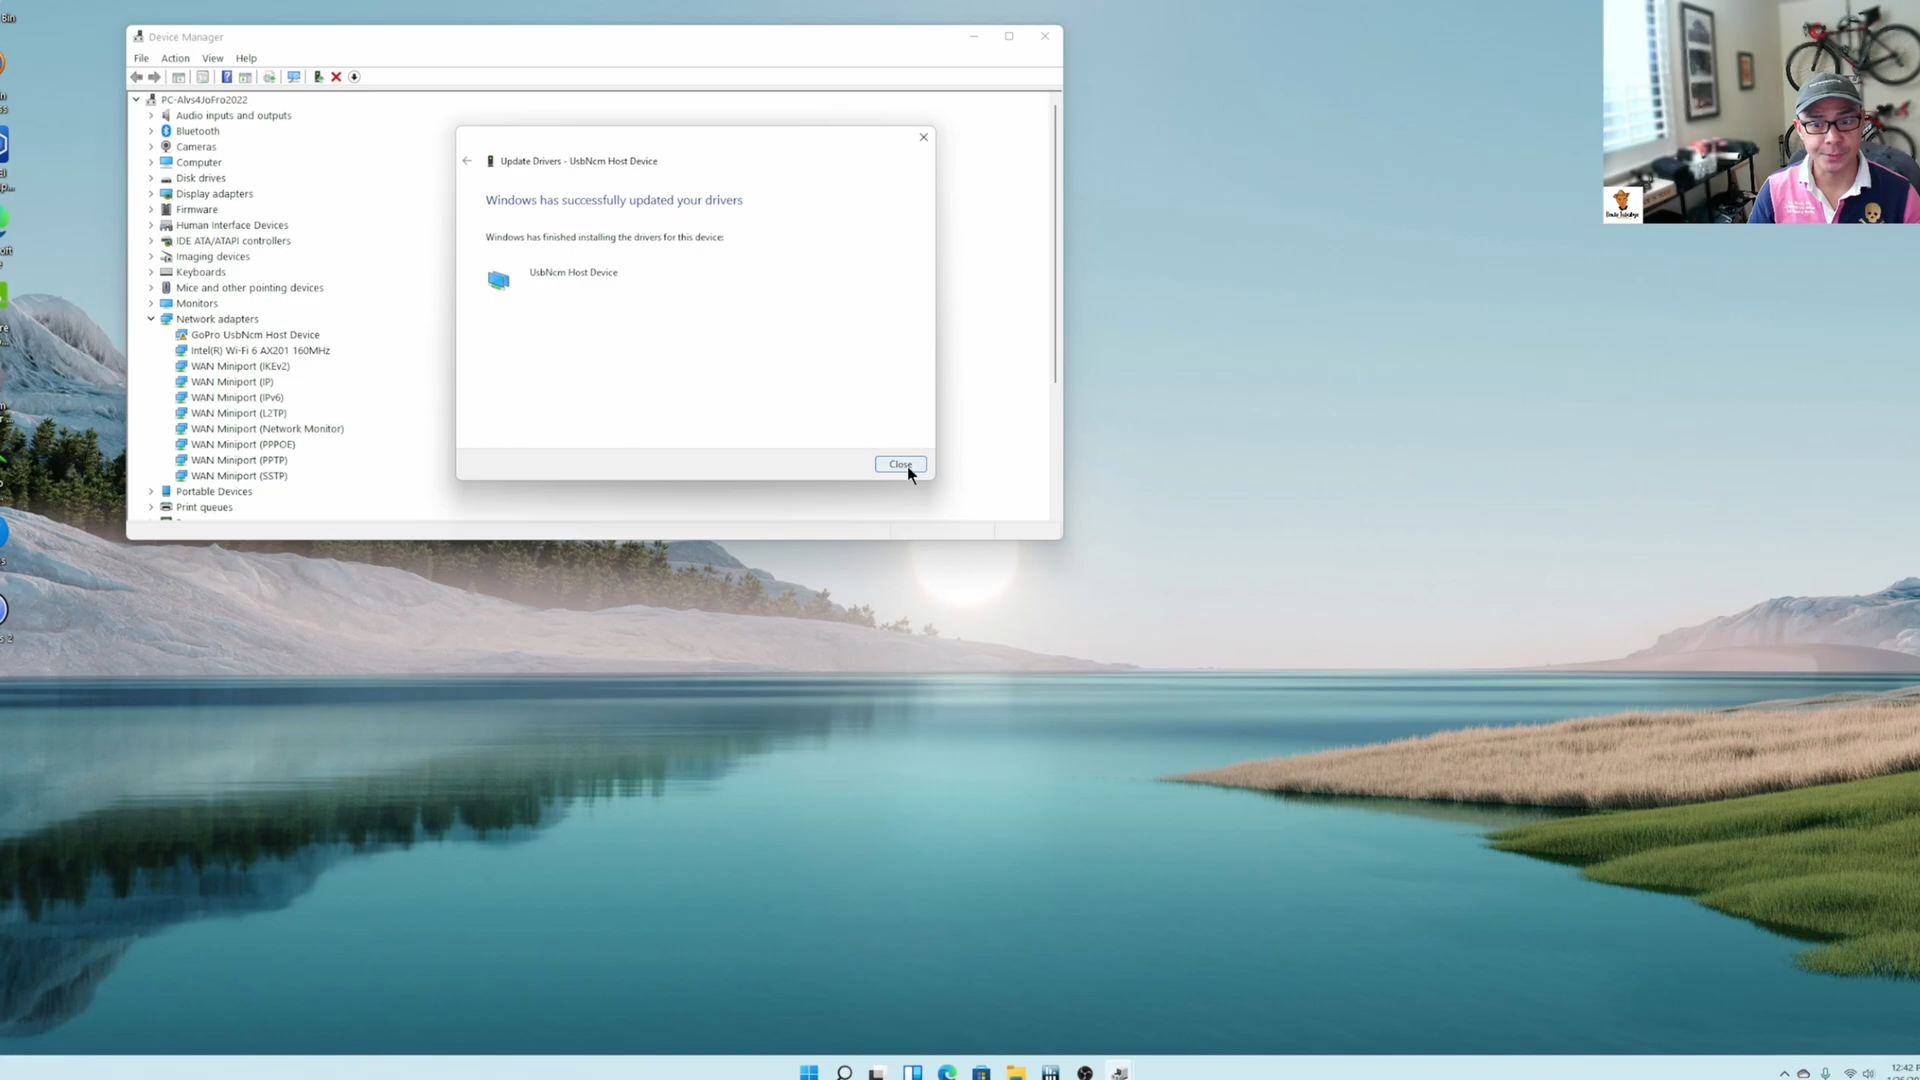 Bin
Device Manager
File Action View Help
PC-Alvs4JoFro2022
Audio inputs and outputs
Bluetooth
Cameras
Computer
Disk drives
Display adapters
Firmware
Human Interface Devices
IDE ATA/ATAPI controllers
Imaging devices
Keyboards
Mice and other pointing devices
Monitors
Network adapters
GoPro UsbNcm Host Device
Intel(R) Wi-Fi 6 AX201 160MHz
WAN Miniport (IKEv2)
WAN Miniport (IP)
WAN Miniport (IPv6)
WAN Miniport (L2TP)
WAN Miniport (Network Monitor)
WAN Miniport (PPPOE)
WAN Miniport (PPTP)
WAN Miniport (SSTP)
Portable Devices
Print queues
Update Drivers - UsbNcm Host Device
Windows has successfully updated your drivers
Windows has finished installing the drivers for this device:
UsbNcm Host Device
Close
12:42